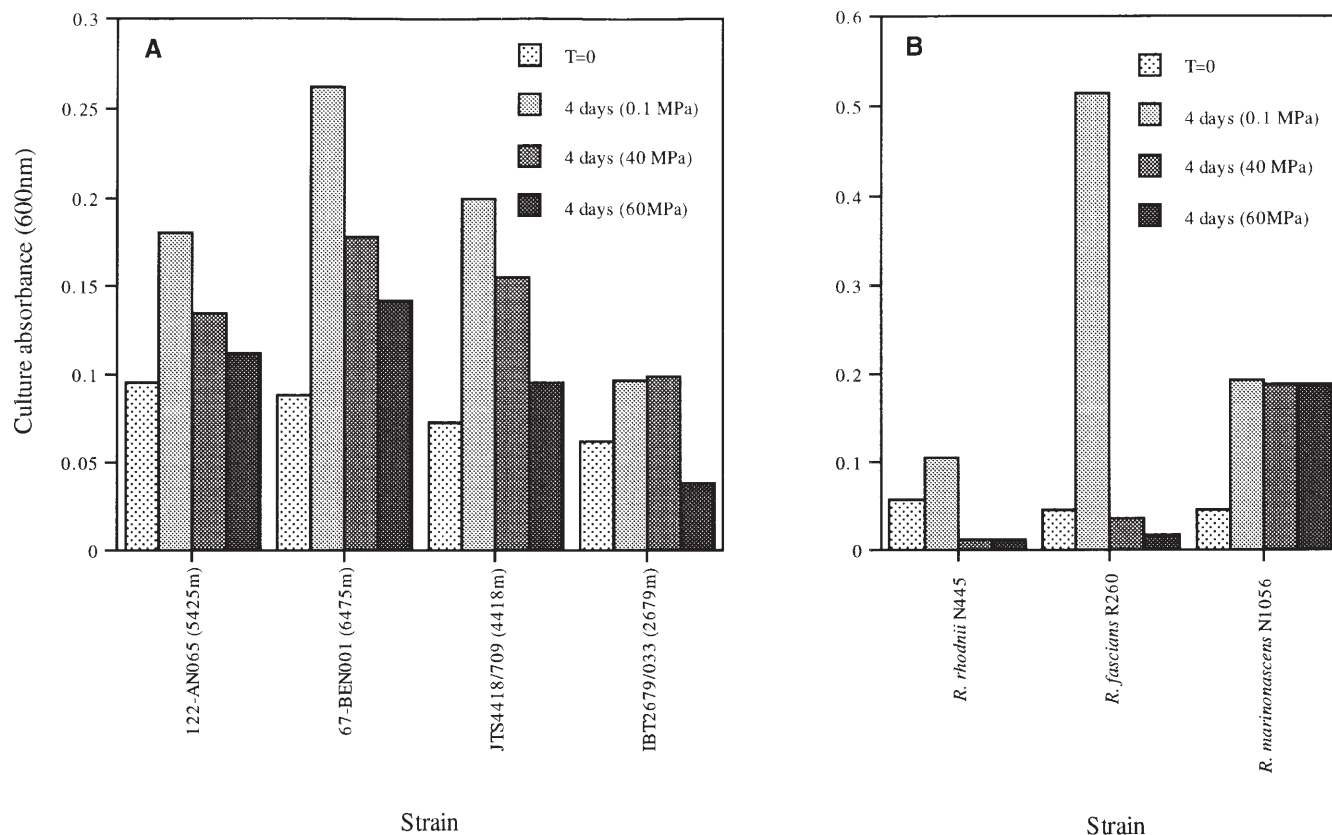 A
Culture absorbance (600nm)
0.3
0.25
0.2
0.15
0.1
0.05
0
T=0
4 days (0.1 MPa)
4 days (40 MPa)
4 days (60MPa)
122-AN065 (5425m)
67-BEN001 (6475m)
JTS4418/709 (4418m)
IBT2679/033 (2679m)
Strain
B
0.6
0.5
0.4
0.3
0.2
0.1
0
T=0
4 days (0.1 MPa)
4 days (40 MPa)
4 days (60MPa)
R. rhodnii N445
R. fascians R260
R. marinonascens N1056
Strain